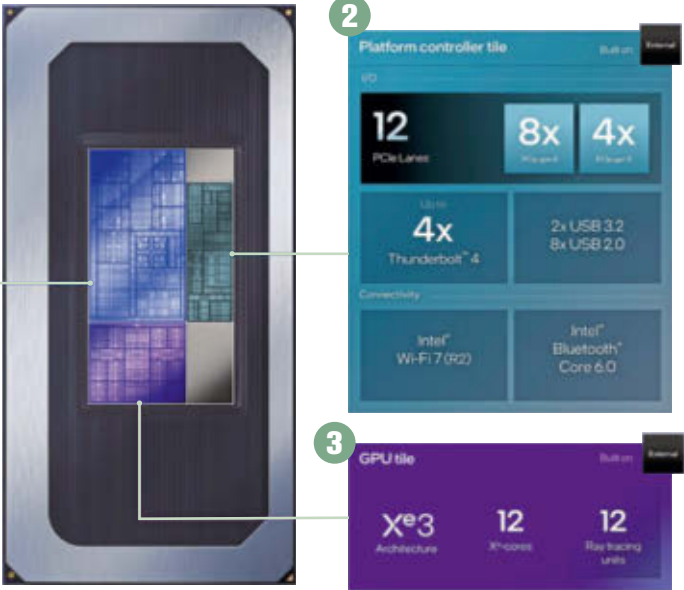 2
Platform controller tile
Built on
External
I/O
12
PCIe Lanes
8x
4x
Up to
4x
Thunderbolt™ 4
2x USB 3.2
8x USB 2.0
Connectivity
Intel®
Wi-Fi 7 (R2)
Intel®
Bluetooth®
Core 6.0
3
GPU tile
Built on
External
Xe3
Architecture
12
Xe-cores
12
Ray tracing
units